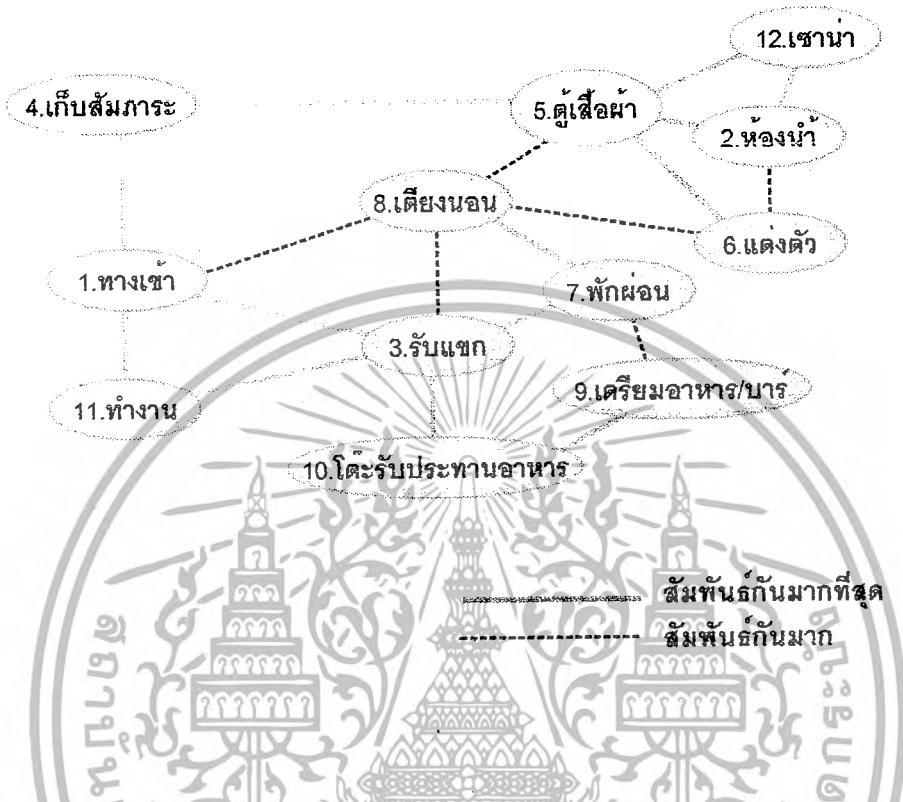 12.เซาน่า
4.เก็บสัมภาระ
5.ตู้เสื้อผ้า
2.ห้องน้ำ
8.เตียงนอน
6.แต่งตัว
1.ทางเข้า
7.พักผ่อน
3.รับแขก
9.เตรียมอาหาร/บาร์
11.ทำงาน
10.โต๊ะรับประทานอาหาร
สัมพันธ์กันมากที่สุด
สัมพันธ์กันมาก